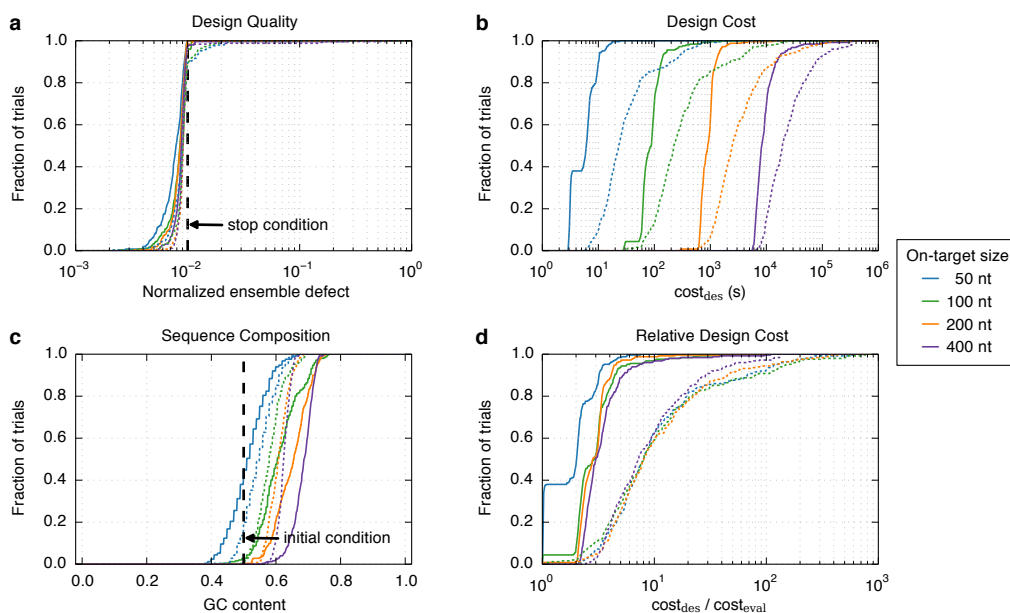 a
Design Quality
1.0
0.8
0.6
0.4
0.2
0.0
Fraction of trials
stop condition
10⁻³
10⁻²
10⁻¹
10⁰
Normalized ensemble defect
b
Design Cost
1.0
0.8
0.6
0.4
0.2
0.0
Fraction of trials
10⁰
10¹
10²
10³
10⁴
10⁵
10⁶
cost_des (s)
On-target size
50 nt
100 nt
200 nt
400 nt
c
Sequence Composition
1.0
0.8
0.6
0.4
0.2
0.0
Fraction of trials
initial condition
0.0
0.2
0.4
0.6
0.8
1.0
GC content
d
Relative Design Cost
1.0
0.8
0.6
0.4
0.2
0.0
Fraction of trials
10⁰
10¹
10²
10³
cost_des / cost_eval